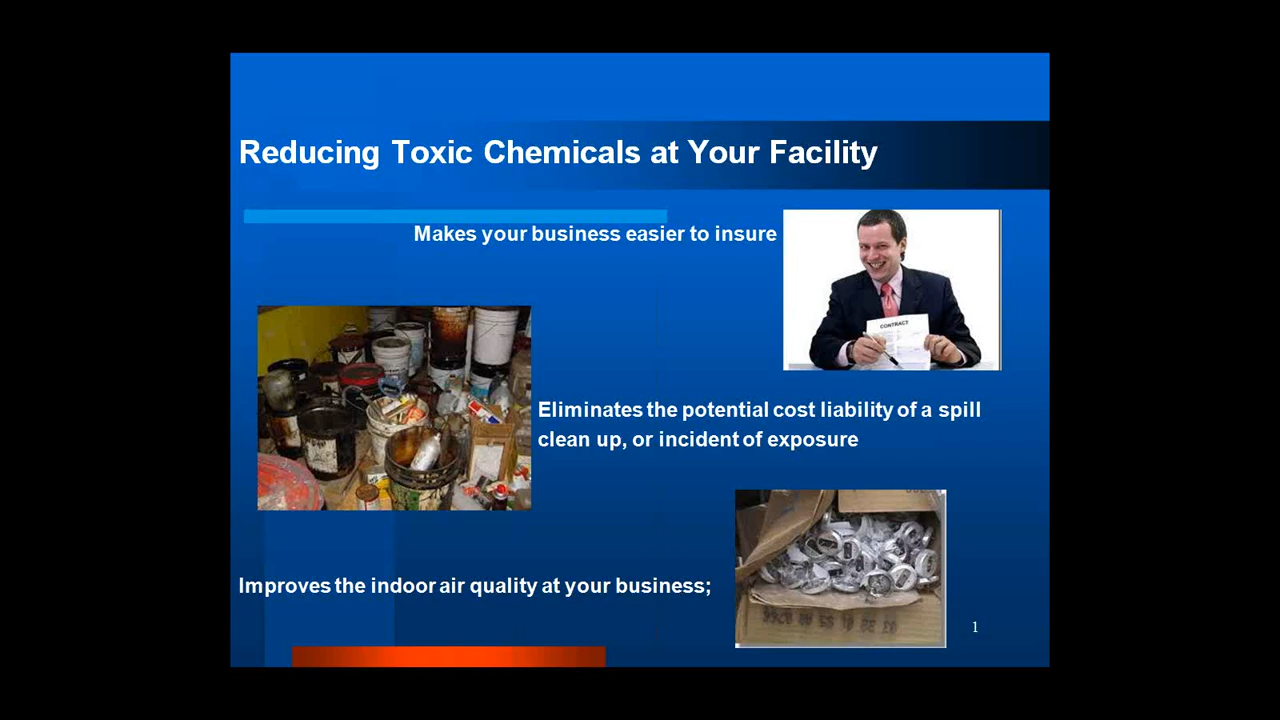 Reducing Toxic Chemicals at Your Facility
Makes your business easier to insure
CONTRACT
Eliminates the potential cost liability of a spill
clean up, or incident of exposure
Improves the indoor air quality at your business;
1